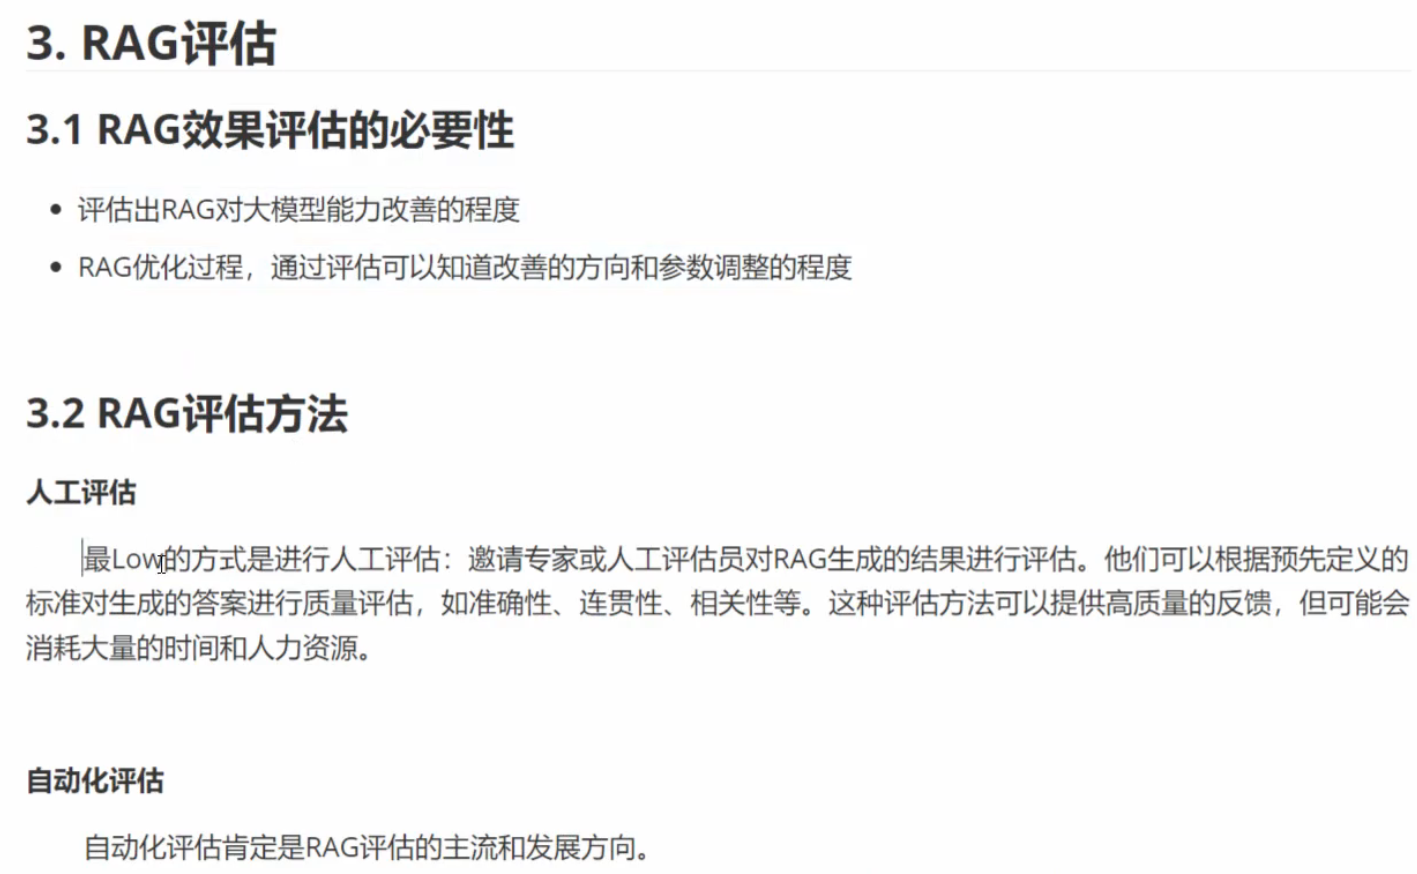 3. RAG评估
3.1 RAG效果评估的必要性
评估出RAG对大模型能力改善的程度
RAG优化过程，通过评估可以知道改善的方向和参数调整的程度
3.2 RAG评估方法
人工评估
最Low的方式是进行人工评估：邀请专家或人工评估员对RAG生成的结果进行评估。他们可以根据预先定义的
标准对生成的答案进行质量评估，如准确性、连贯性、相关性等。这种评估方法可以提供高质量的反馈，但可能会
消耗大量的时间和人力资源。
自动化评估
自动化评估肯定是RAG评估的主流和发展方向。